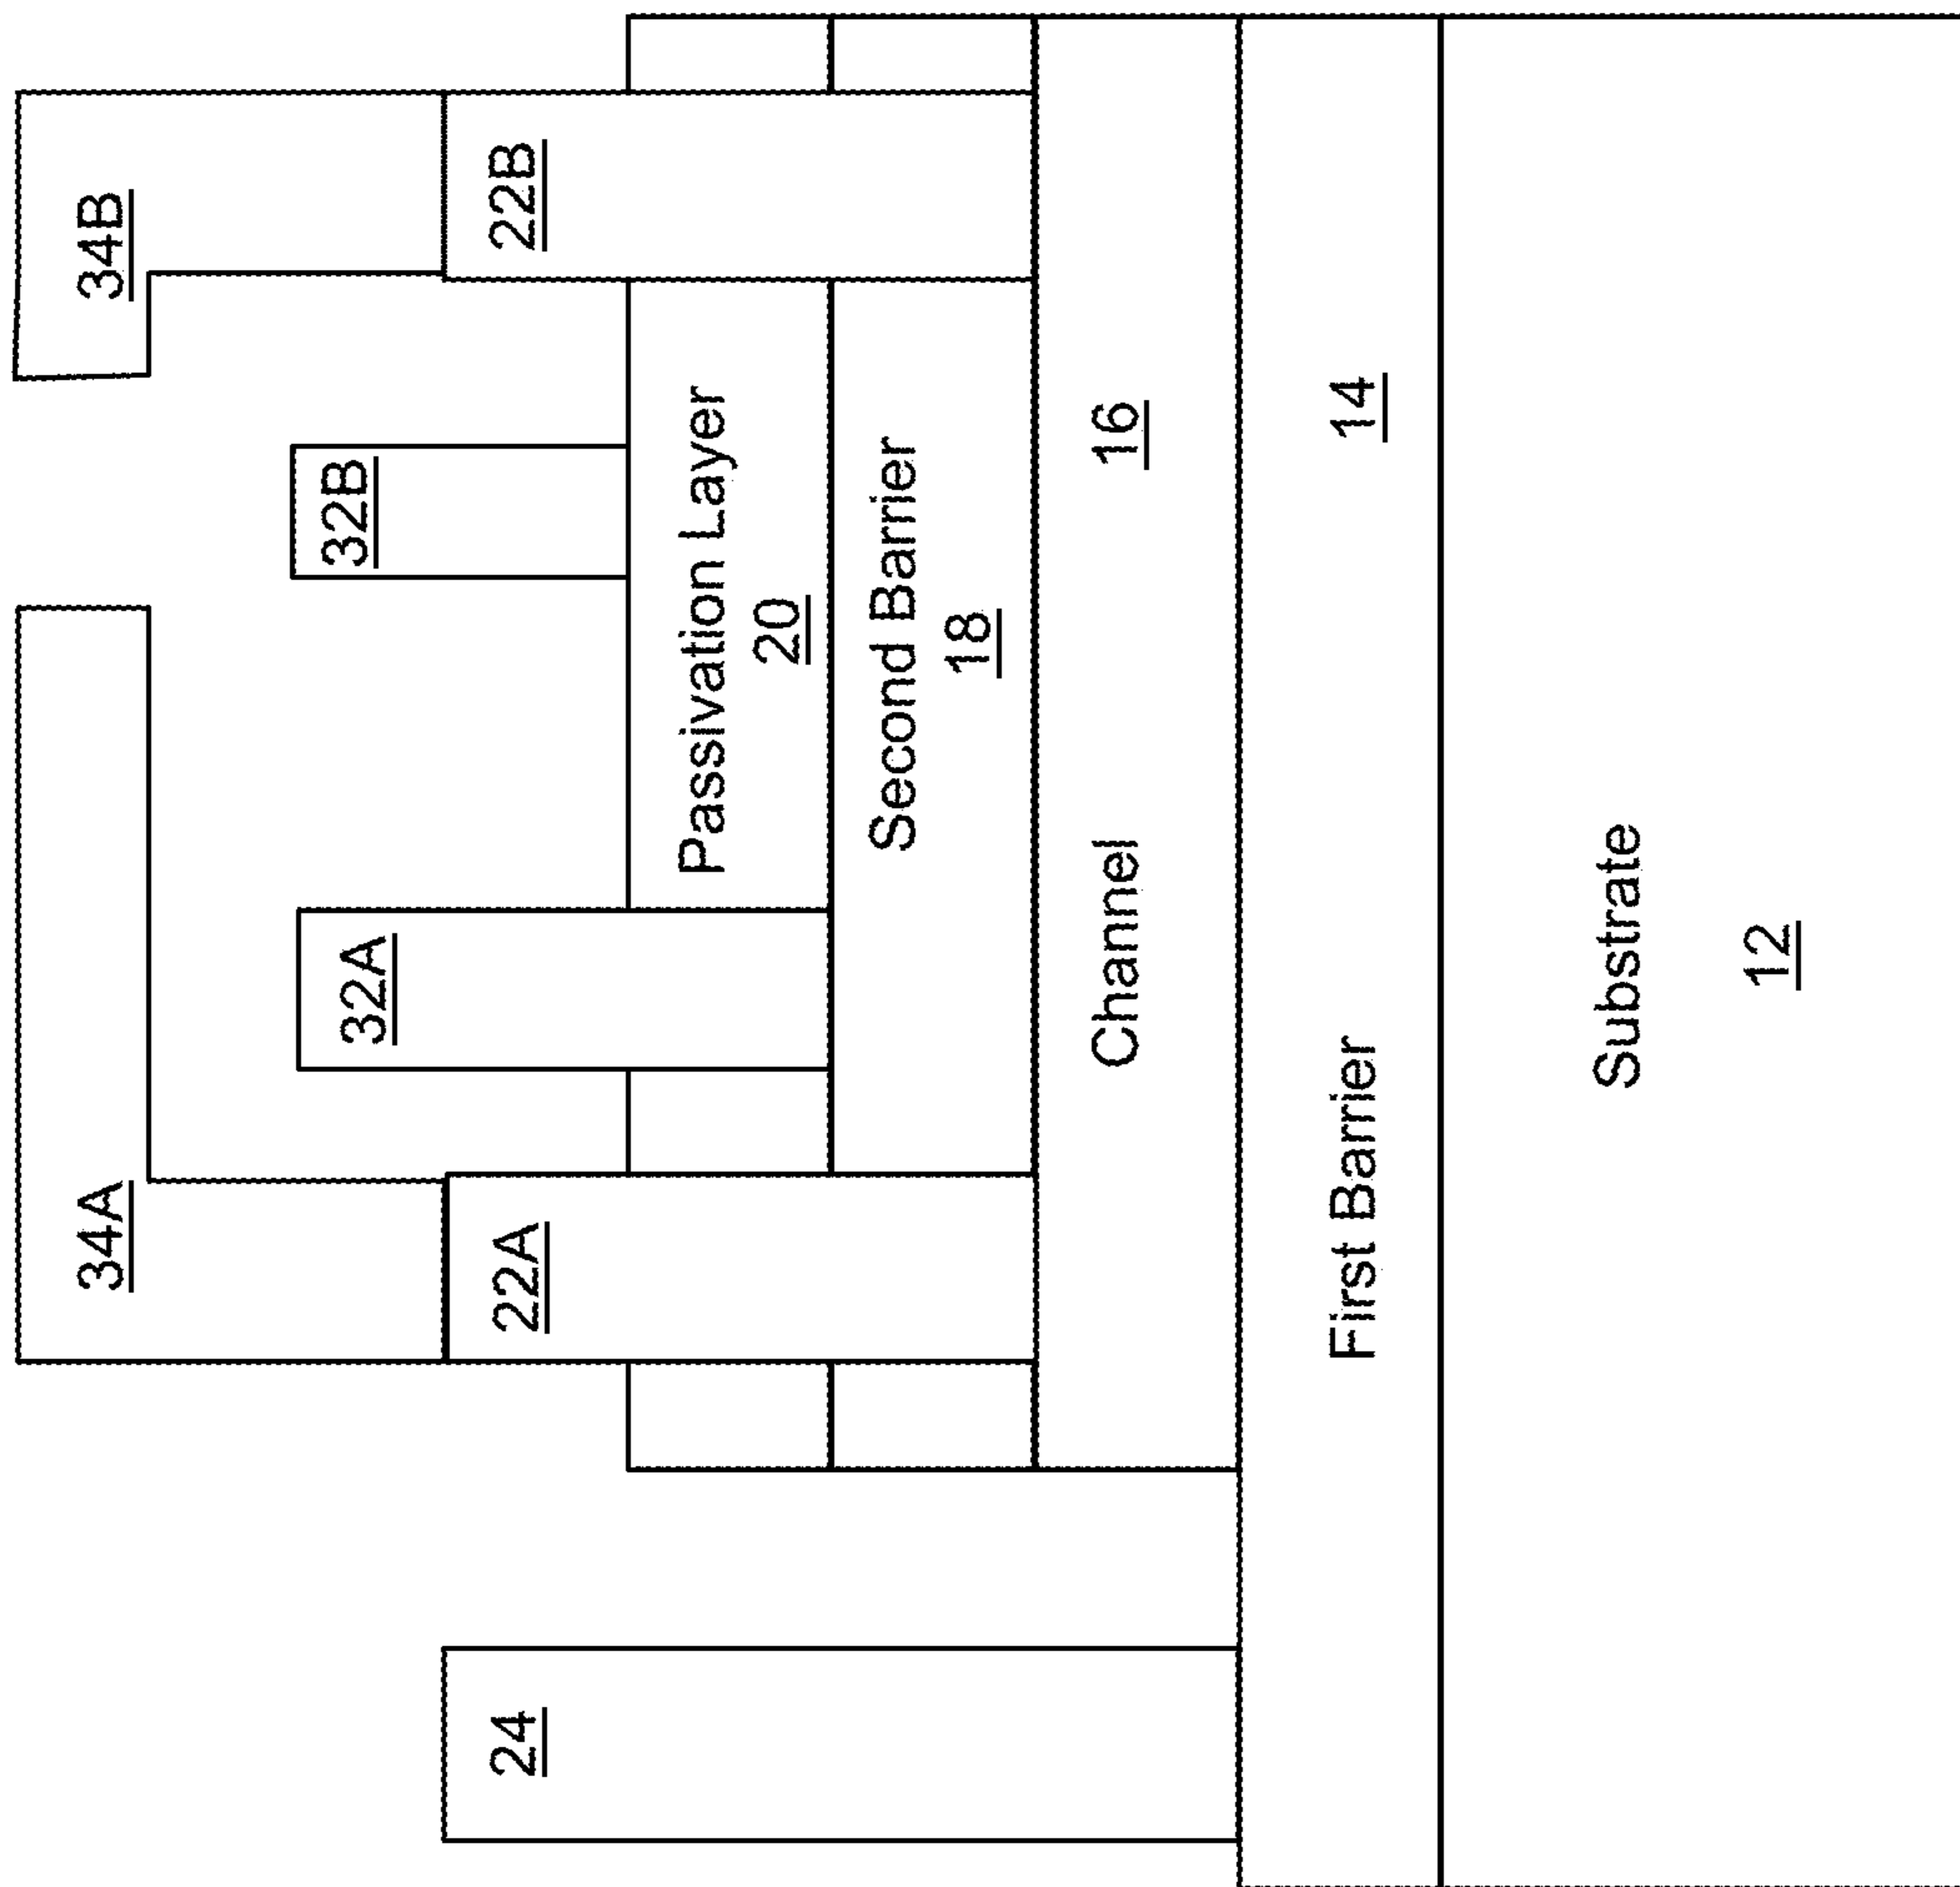 34A
34B
32A
32B
22A
22B
24
Passivation Layer
20
Second Barrier
18
Channel
16
First Barrier
14
Substrate
12